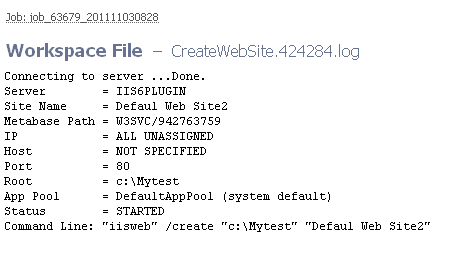 Job: job_63679_201111030828
Workspace File – CreateWebSite.424284.log
Connecting to server ...Done.
Server = IIS6PLUGIN
Site Name = Defaul Web Site2
Metabase Path = W3SVC/942763759
IP = ALL UNASSIGNED
Host = NOT SPECIFIED
Port = 80
Root = c:\Mytest
App Pool = DefaultAppPool (system default)
Status = STARTED
Command Line: "iisweb" /create "c:\Mytest" "Defaul Web Site2"